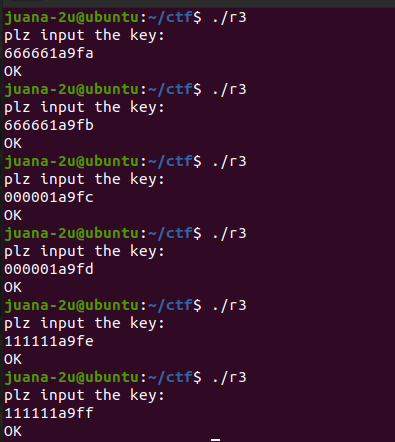 juana-2u@ubuntu:~/ctf$ ./r3
plz input the key:
666661a9fa
OK
juana-2u@ubuntu:~/ctf$ ./r3
plz input the key:
666661a9fb
OK
juana-2u@ubuntu:~/ctf$ ./r3
plz input the key:
000001a9fc
OK
juana-2u@ubuntu:~/ctf$ ./r3
plz input the key:
000001a9fd
OK
juana-2u@ubuntu:~/ctf$ ./r3
plz input the key:
111111a9fe
OK
juana-2u@ubuntu:~/ctf$ ./r3
plz input the key:
111111a9ff
OK